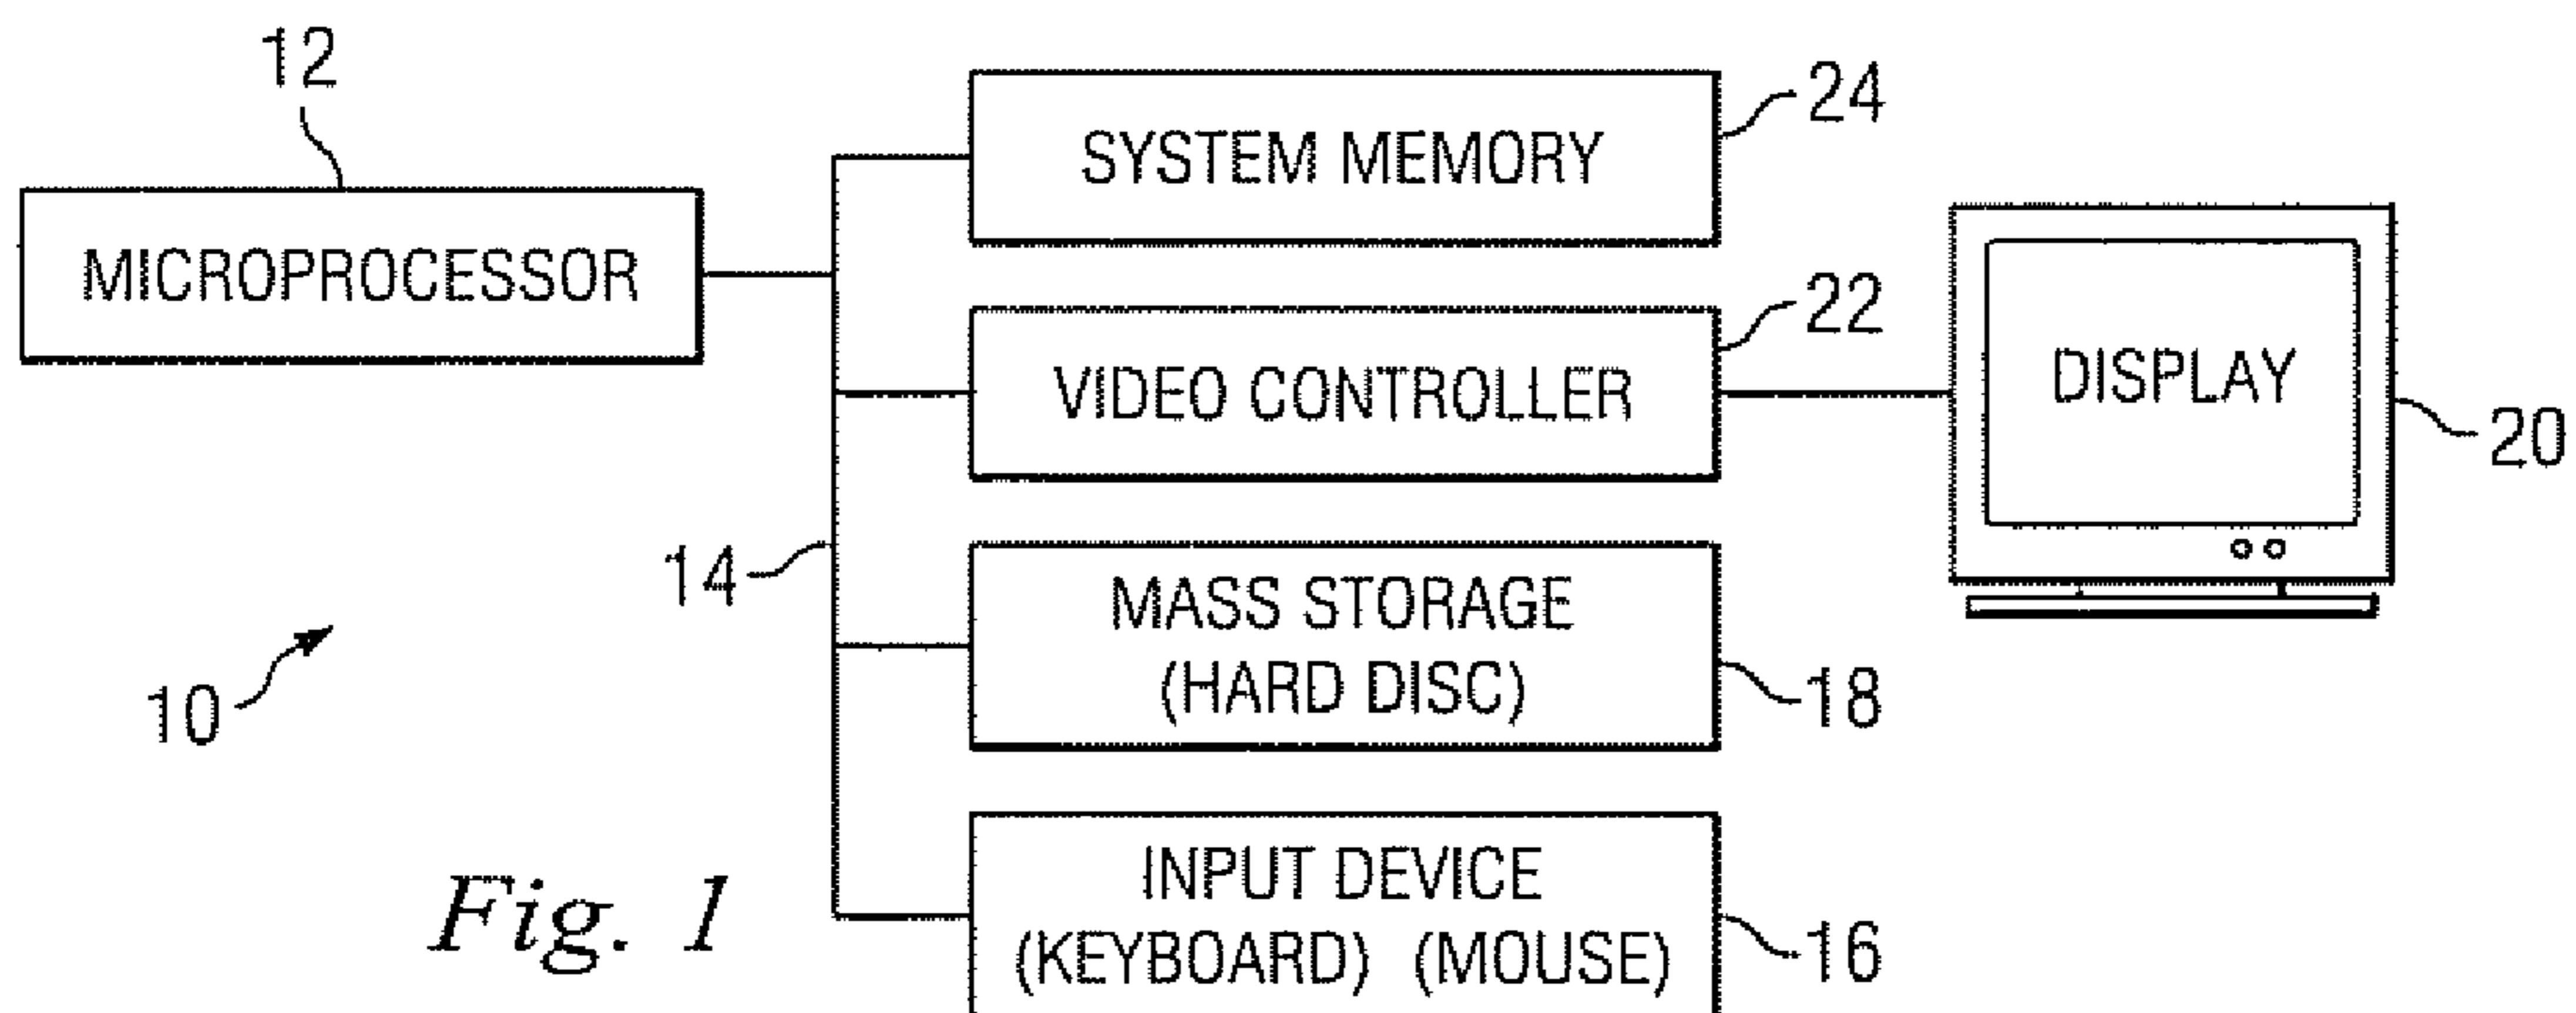 12
MICROPROCESSOR
SYSTEM MEMORY
24
VIDEO CONTROLLER
22
DISPLAY
20
14
MASS STORAGE
(HARD DISC)
18
10
INPUT DEVICE
(KEYBOARD) (MOUSE)
16
Fig. 1